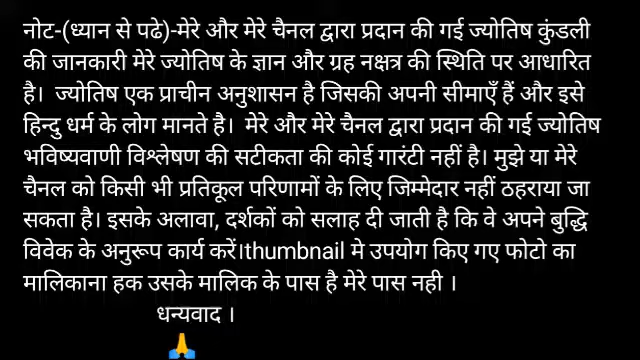 नोट-(ध्यान से पढे)-मेरे और मेरे चैनल द्वारा प्रदान की गई ज्योतिष कुंडली
की जानकारी मेरे ज्योतिष के ज्ञान और ग्रह नक्षत्र की स्थिति पर आधारित
है। ज्योतिष एक प्राचीन अनुशासन है जिसकी अपनी सीमाएँ हैं और इसे
हिन्दु धर्म के लोग मानते है। मेरे और मेरे चैनल द्वारा प्रदान की गई ज्योतिष
भविष्यवाणी विश्लेषण की सटीकता की कोई गारंटी नहीं है। मुझे या मेरे
चैनल को किसी भी प्रतिकूल परिणामों के लिए जिम्मेदार नहीं ठहराया जा
सकता है। इसके अलावा, दर्शकों को सलाह दी जाती है कि वे अपने बुद्धि
विवेक के अनुरूप कार्य करें।thumbnail मे उपयोग किए गए फोटो का
मालिकाना हक उसके मालिक के पास है मेरे पास नही ।
धन्यवाद ।
🙏